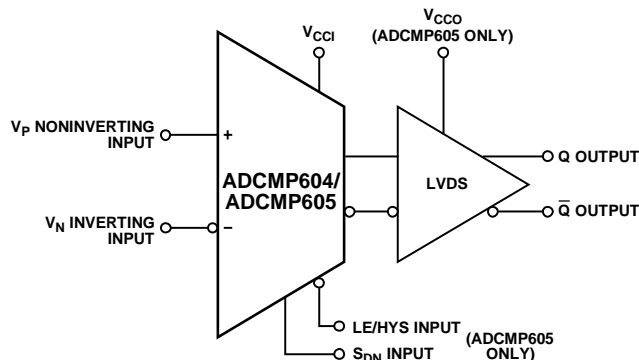 V_CCI
V_CCO
(ADCMP605 ONLY)
V_P NONINVERTING
INPUT
+
ADCMP604/
ADCMP605
LVDS
Q OUTPUT
V_N INVERTING
INPUT
−
Q̅ OUTPUT
LE/HYS INPUT
S_DN INPUT
(ADCMP605
ONLY)